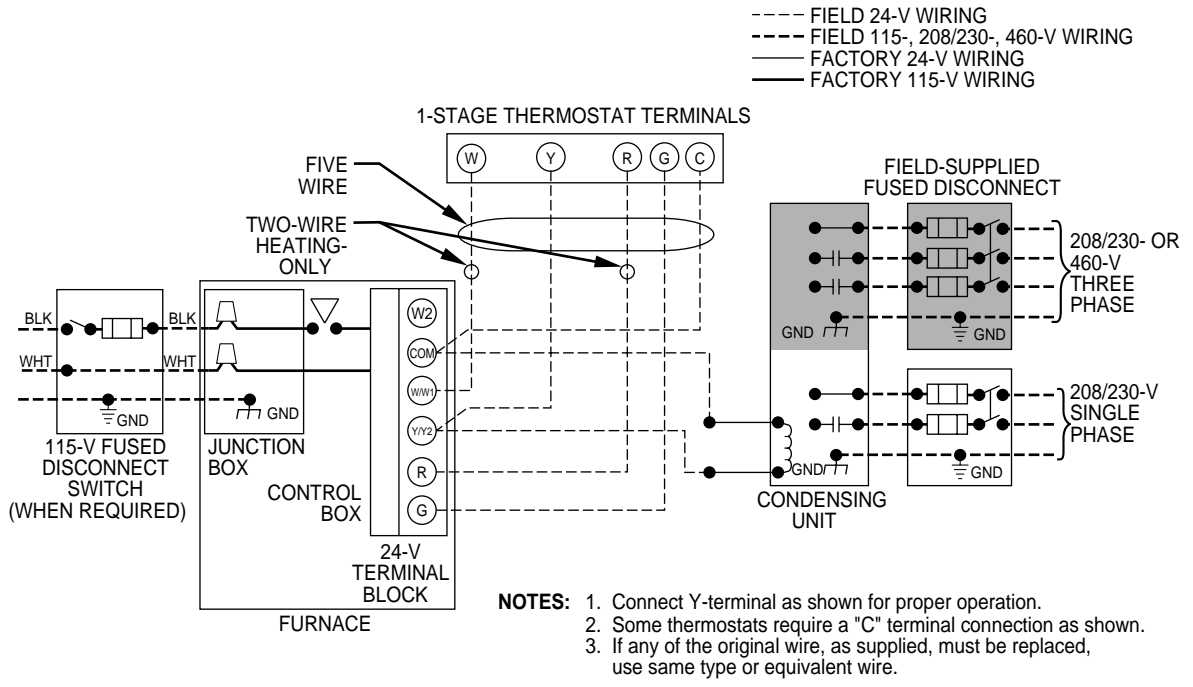 FIELD 24-V WIRING
FIELD 115-, 208/230-, 460-V WIRING
FACTORY 24-V WIRING
FACTORY 115-V WIRING
1-STAGE THERMOSTAT TERMINALS
W
Y
R
G
C
FIVE
WIRE
TWO-WIRE
HEATING-
ONLY
FIELD-SUPPLIED
FUSED DISCONNECT
208/230- OR
460-V
THREE
PHASE
GND
GND
BLK
BLK
WHT
WHT
GND
GND
115-V FUSED
DISCONNECT
SWITCH
(WHEN REQUIRED)
JUNCTION
BOX
CONTROL
BOX
W2
COM
W/W1
Y/Y2
R
G
24-V
TERMINAL
BLOCK
FURNACE
208/230-V
SINGLE
PHASE
GND
GND
CONDENSING
UNIT
NOTES: 1. Connect Y-terminal as shown for proper operation.
2. Some thermostats require a "C" terminal connection as shown.
3. If any of the original wire, as supplied, must be replaced,
use same type or equivalent wire.